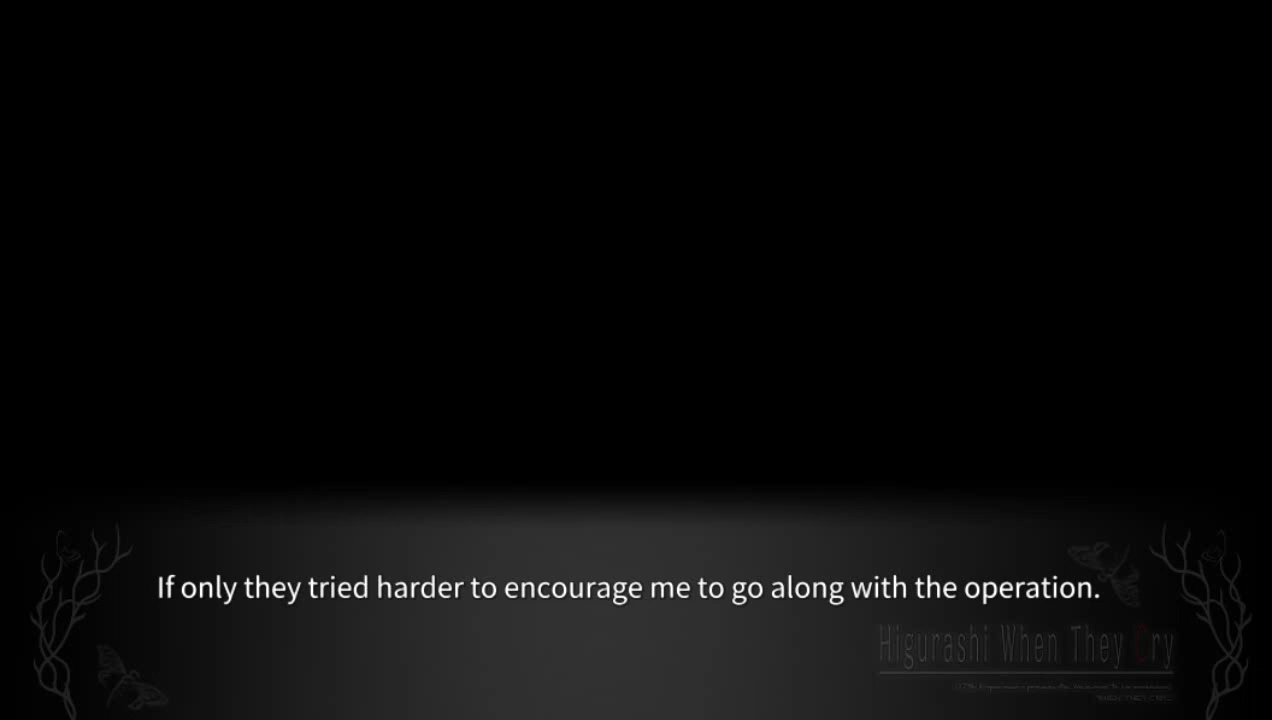 If only they tried harder to encourage me to go along with the operation.
Higurashi When They Cry